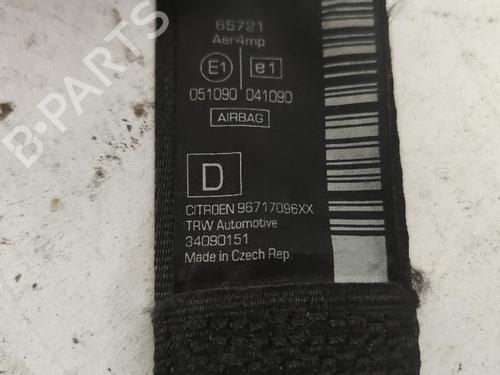 65721
Aer4mp
E1 e1
051090 041090
AIRBAG
D
CITROEN 96717096XX
TRW Automotive
34090151
Made in Czech Rep.
B-PARTS